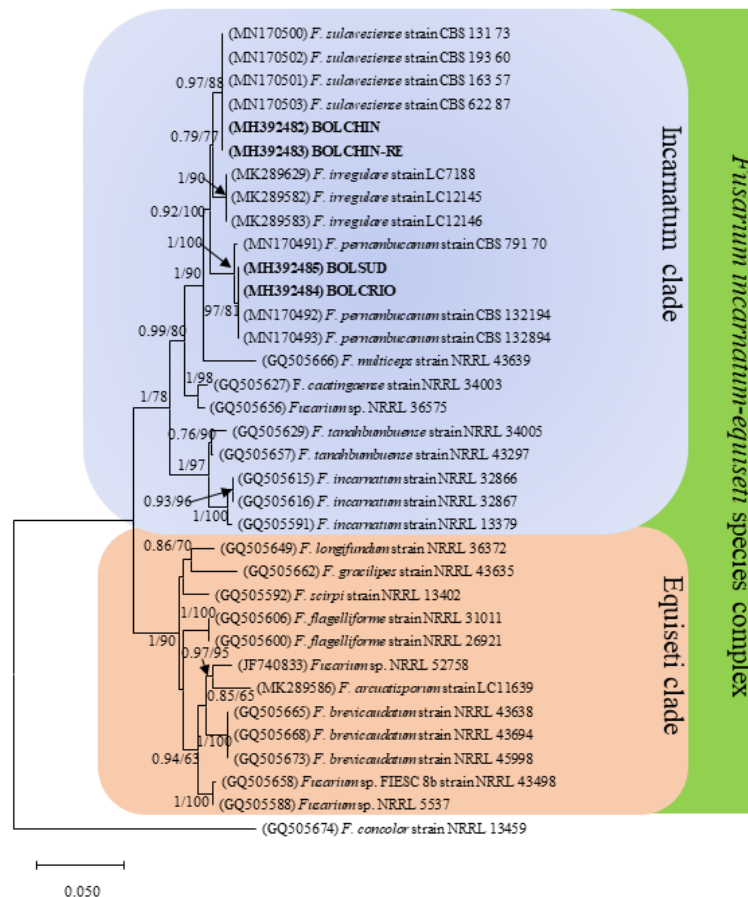 (MN170500) F. sulawesiense strain CBS 131 73
(MN170502) F. sulawesiense strain CBS 193 60
(MN170501) F. sulawesiense strain CBS 163 57
0.97/88
(MN170503) F. sulawesiense strain CBS 622 87
(MH392482) BOLCHIN
0.79/77
(MH392483) BOLCHIN-RE
1/90
(MK289629) F. irregulare strain LC7188
(MK289582) F. irregulare strain LC12145
0.92/100
(MK289583) F. irregulare strain LC12146
1/100
(MN170491) F. pernambucanum strain CBS 791 70
1/90
(MH392485) BOLSUD
(MH392484) BOLCRIO
97/81
(MN170492) F. pernambucanum strain CBS 132194
0.99/80
(MN170493) F. pernambucanum strain CBS 132894
(GQ505666) F. multiceps strain NRRL 43639
1/98
(GQ505627) F. caatingaense strain NRRL 34003
1/78
(GQ505656) Fusarium sp. NRRL 36575
0.76/90
(GQ505629) F. tanahbumbuense strain NRRL 34005
(GQ505657) F. tanahbumbuense strain NRRL 43297
1/97
(GQ505615) F. incarnatum strain NRRL 32866
0.93/96
(GQ505616) F. incarnatum strain NRRL 32867
1/100
(GQ505591) F. incarnatum strain NRRL 13379
0.86/70
(GQ505649) F. longifundum strain NRRL 36372
(GQ505662) F. gracilipes strain NRRL 43635
(GQ505592) F. scirpi strain NRRL 13402
1/100
(GQ505606) F. flagelliforme strain NRRL 31011
1/90
(GQ505600) F. flagelliforme strain NRRL 26921
0.97/95
(JF740833) Fusarium sp. NRRL 52758
0.85/65
(MK289586) F. arcuatisporum strain LC11639
(GQ505665) F. brevicaudatum strain NRRL 43638
1/100
(GQ505668) F. brevicaudatum strain NRRL 43694
0.94/63
(GQ505673) F. brevicaudatum strain NRRL 45998
(GQ505658) Fusarium sp. FIESC 8b strain NRRL 43498
1/100
(GQ505588) Fusarium sp. NRRL 5537
(GQ505674) F. concolor strain NRRL 13459
0.050
Incarnatum clade
Equiseti clade
Fusarium incarnatum-equiseti species complex